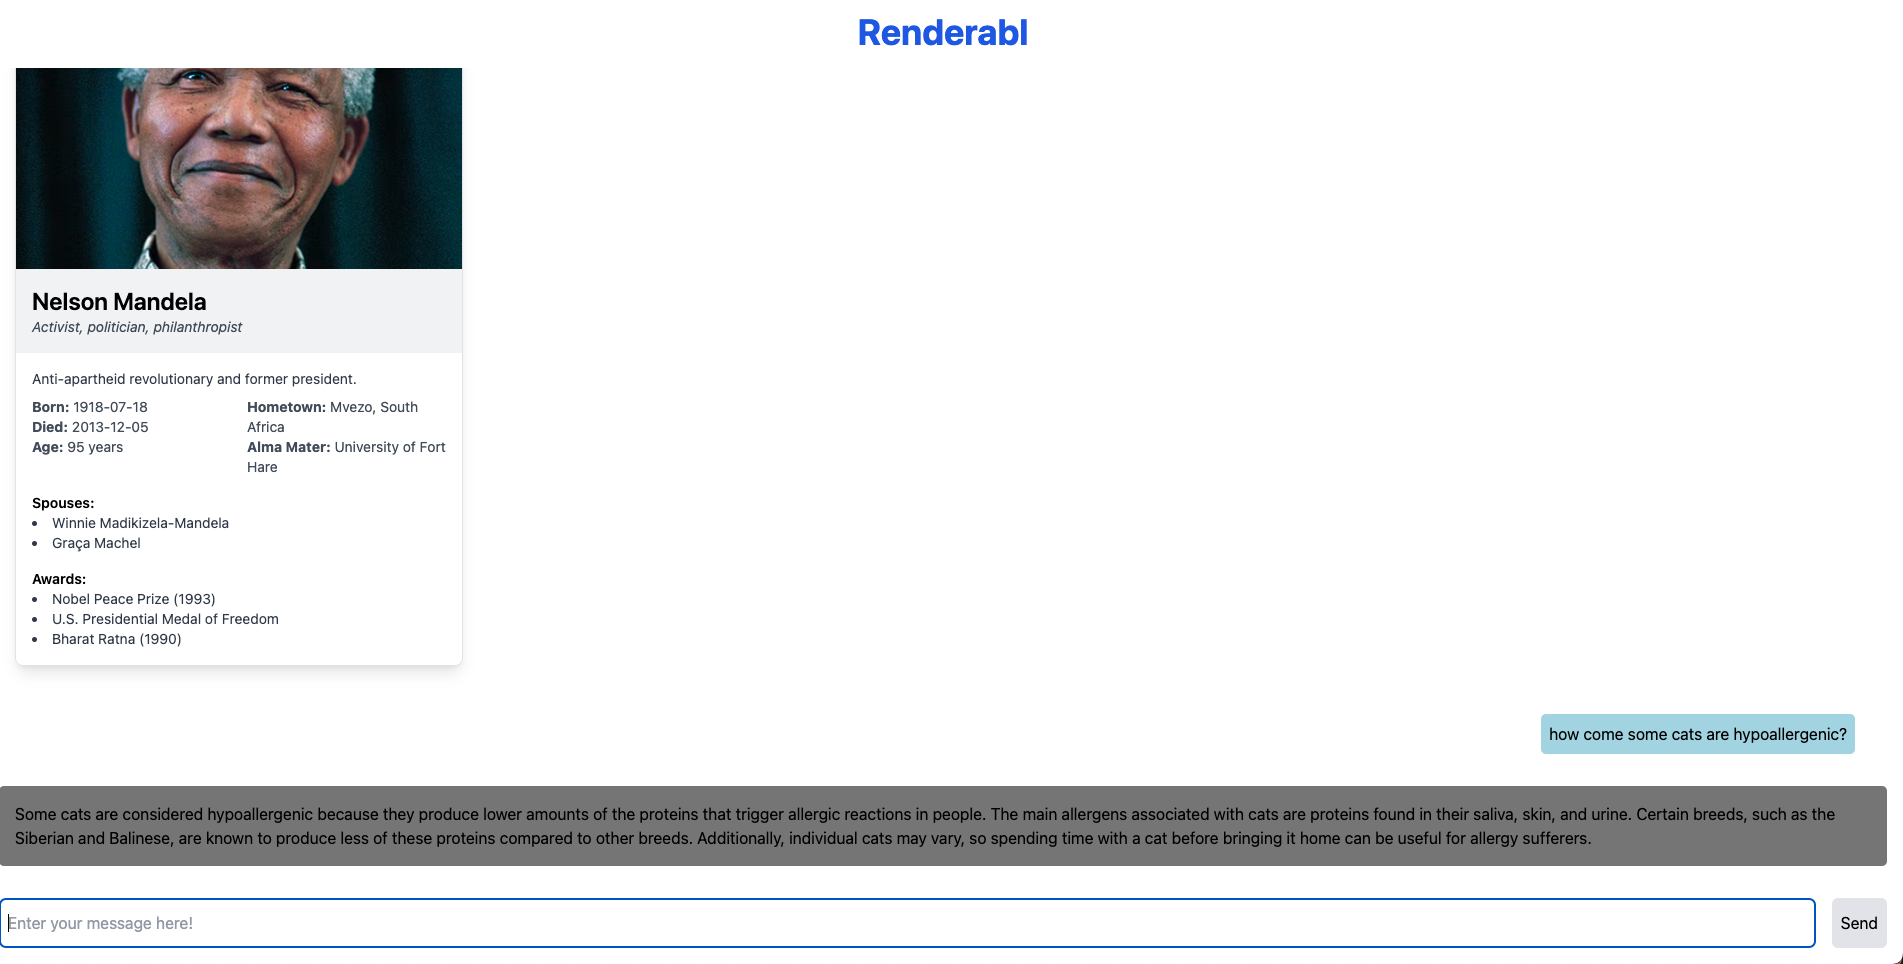 Renderabl
Nelson Mandela
Activist, politician, philanthropist
Anti-apartheid revolutionary and former president.
Born: 1918-07-18
Died: 2013-12-05
Age: 95 years
Hometown: Mvezo, South
Africa
Alma Mater: University of Fort
Hare
Spouses:
• Winnie Madikizela-Mandela
• Graça Machel
Awards:
• Nobel Peace Prize (1993)
• U.S. Presidential Medal of Freedom
• Bharat Ratna (1990)
how come some cats are hypoallergenic?
Some cats are considered hypoallergenic because they produce lower amounts of the proteins that trigger allergic reactions in people. The main allergens associated with cats are proteins found in their saliva, skin, and urine. Certain breeds, such as the
Siberian and Balinese, are known to produce less of these proteins compared to other breeds. Additionally, individual cats may vary, so spending time with a cat before bringing it home can be useful for allergy sufferers.
Enter your message here!
Send